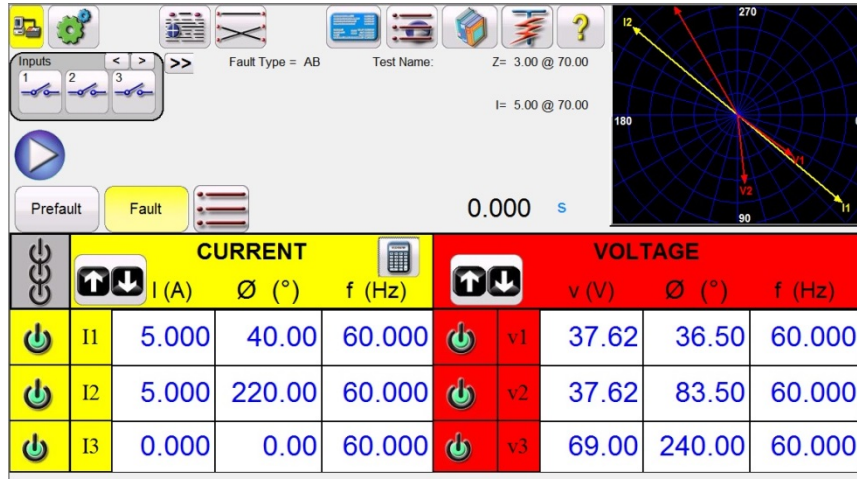 ?
Inputs < > >> Fault Type = AB Test Name: Z= 3.00 @ 70.00
1 2 3
I= 5.00 @ 70.00
270
I2
180
0
V1
V2
I1
90
Prefault Fault 0.000 s
CURRENT VOLTAGE
I (A) Ø (°) f (Hz) v (V) Ø (°) f (Hz)
I1 5.000 40.00 60.000 v1 37.62 36.50 60.000
I2 5.000 220.00 60.000 v2 37.62 83.50 60.000
I3 0.000 0.00 60.000 v3 69.00 240.00 60.000